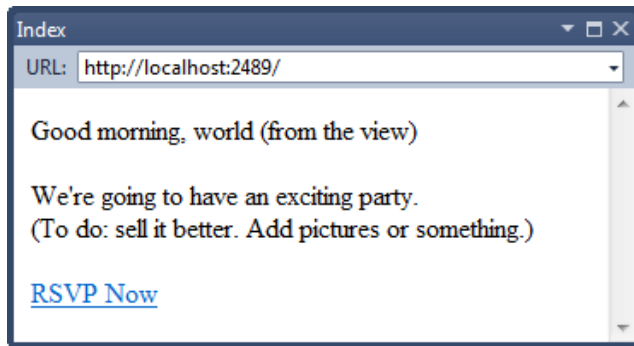 Index
URL: http://localhost:2489/
Good morning, world (from the view)
We're going to have an exciting party.
(To do: sell it better. Add pictures or something.)
RSVP Now